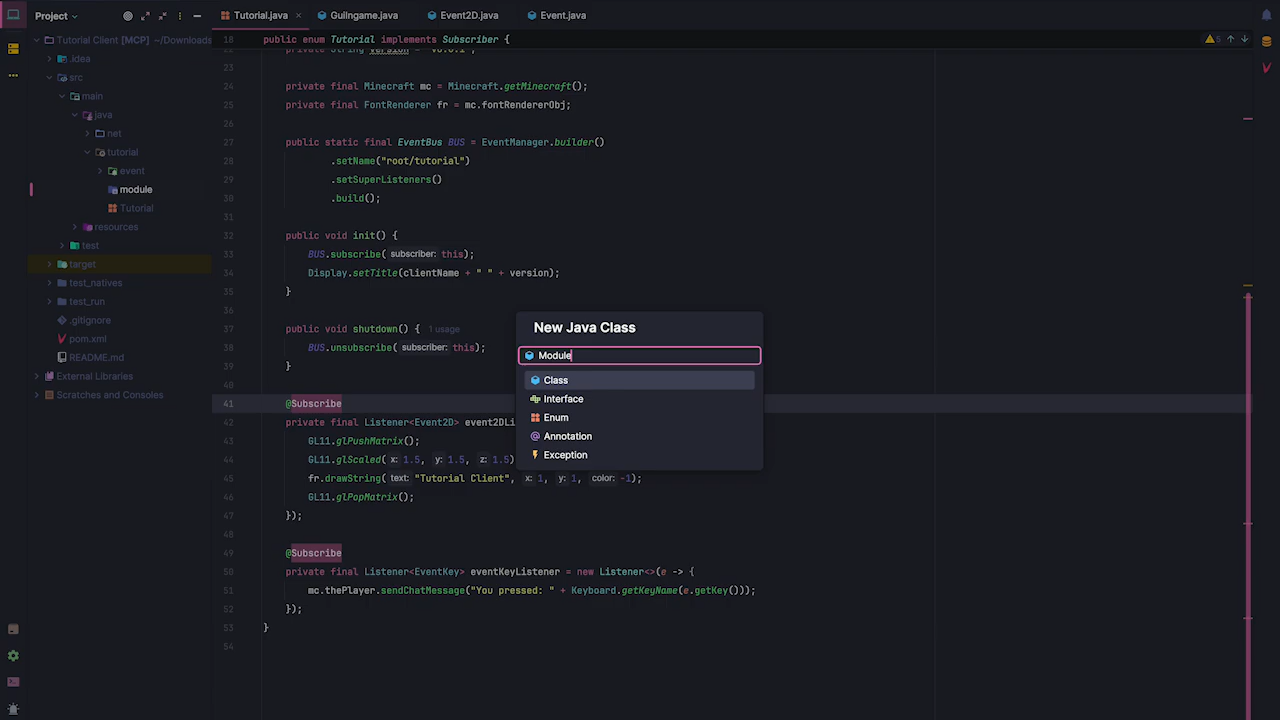 Project
Tutorial.java
GuiIngame.java
Event2D.java
Event.java
Tutorial Client [MCP] ~/Downloads
.idea
src
main
java
net
tutorial
event
module
Tutorial
resources
test
target
test_natives
test_run
.gitignore
pom.xml
README.md
External Libraries
Scratches and Consoles
18 public enum Tutorial implements Subscriber {
5
23
24 private final Minecraft mc = Minecraft.getMinecraft();
25 private final FontRenderer fr = mc.fontRendererObj;
26
27 public static final EventBus BUS = EventManager.builder()
28 .setName("root/tutorial")
29 .setSuperListeners()
30 .build();
31
32 public void init() {
33 BUS.subscribe( subscriber: this);
34 Display.setTitle(clientName + " " + version);
35 }
36
37 public void shutdown() { 1 usage
38 BUS.unsubscribe( subscriber: this);
39 }
40
41 @Subscribe
42 private final Listener<Event2D> event2DLi
43 GL11.glPushMatrix();
44 GL11.glScaled( x: 1.5, y: 1.5, z: 1.5)
45 fr.drawString( text: "Tutorial Client", x: 1, y: 1, color: -1);
46 GL11.glPopMatrix();
47 });
48
49 @Subscribe
50 private final Listener<EventKey> eventKeyListener = new Listener<>(e -> {
51 mc.thePlayer.sendChatMessage("You pressed: " + Keyboard.getKeyName(e.getKey()));
52 });
53 }
54
New Java Class
Module
Class
Interface
Enum
Annotation
Exception